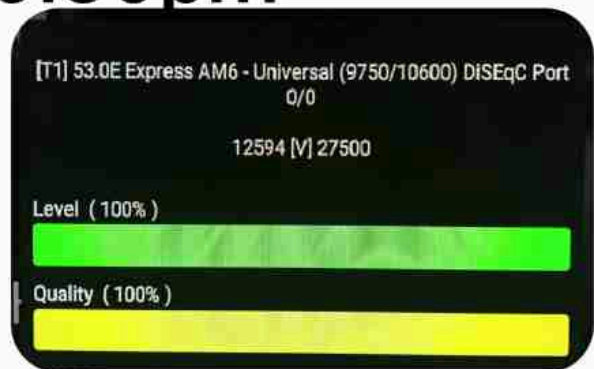 [T1] 53.0E Express AM6 - Universal (9750/10600) DiSEqC Port
0/0
12594 [V] 27500
Level ( 100% )
Quality ( 100% )